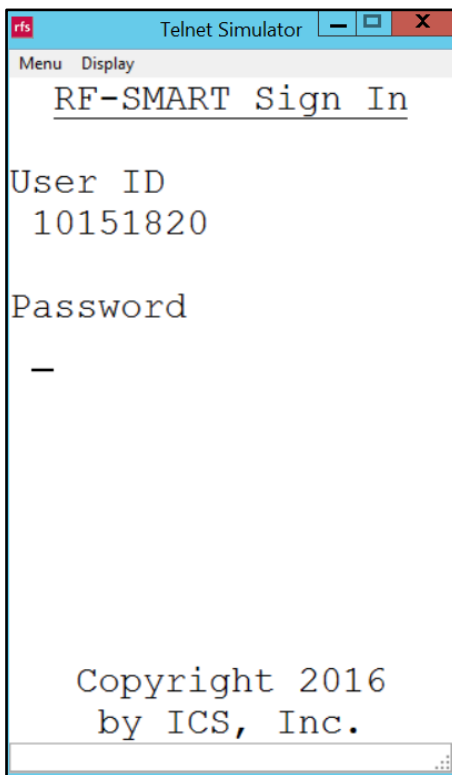 rfs Telnet Simulator
Menu Display
RF-SMART Sign In
User ID
10151820
Password
_
Copyright 2016
by ICS, Inc.